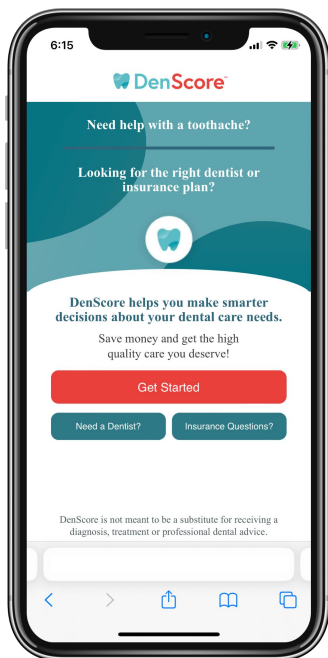 6:15
DenScore™
Need help with a toothache?
Looking for the right dentist or
insurance plan?
DenScore helps you make smarter
decisions about your dental care needs.
Save money and get the high
quality care you deserve!
Get Started
Need a Dentist?
Insurance Questions?
DenScore is not meant to be a substitute for receiving a
diagnosis, treatment or professional dental advice.